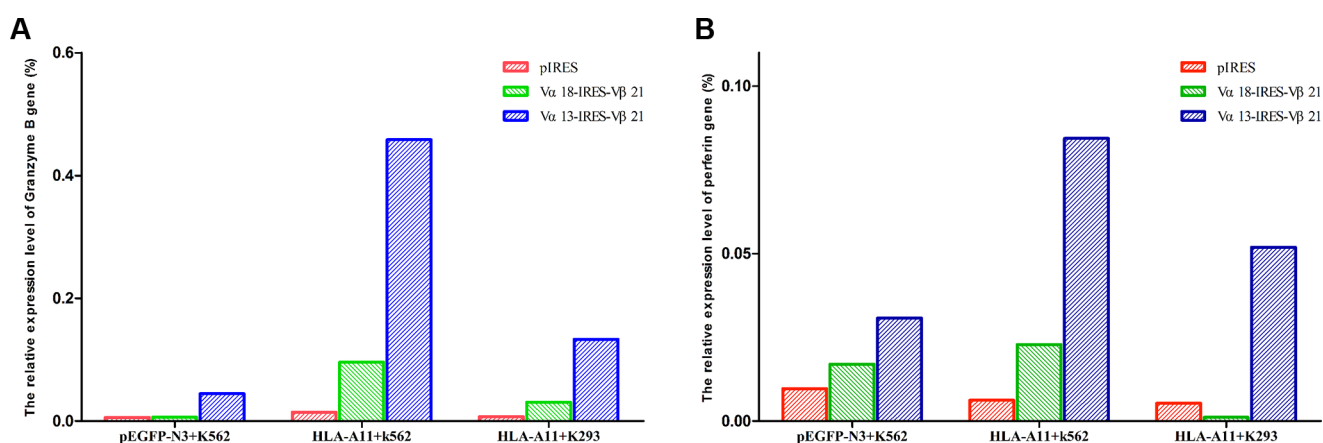 A
The relative expression level of Granzyme B gene (%)
0.6
0.4
0.2
0.0
pIRES
Vα 18-IRES-Vβ 21
Vα 13-IRES-Vβ 21
pEGFP-N3+K562
HLA-A11+k562
HLA-A11+K293
B
The relative expression level of perferin gene (%)
0.10
0.05
0.00
pIRES
Vα 18-IRES-Vβ 21
Vα 13-IRES-Vβ 21
pEGFP-N3+K562
HLA-A11+k562
HLA-A11+K293